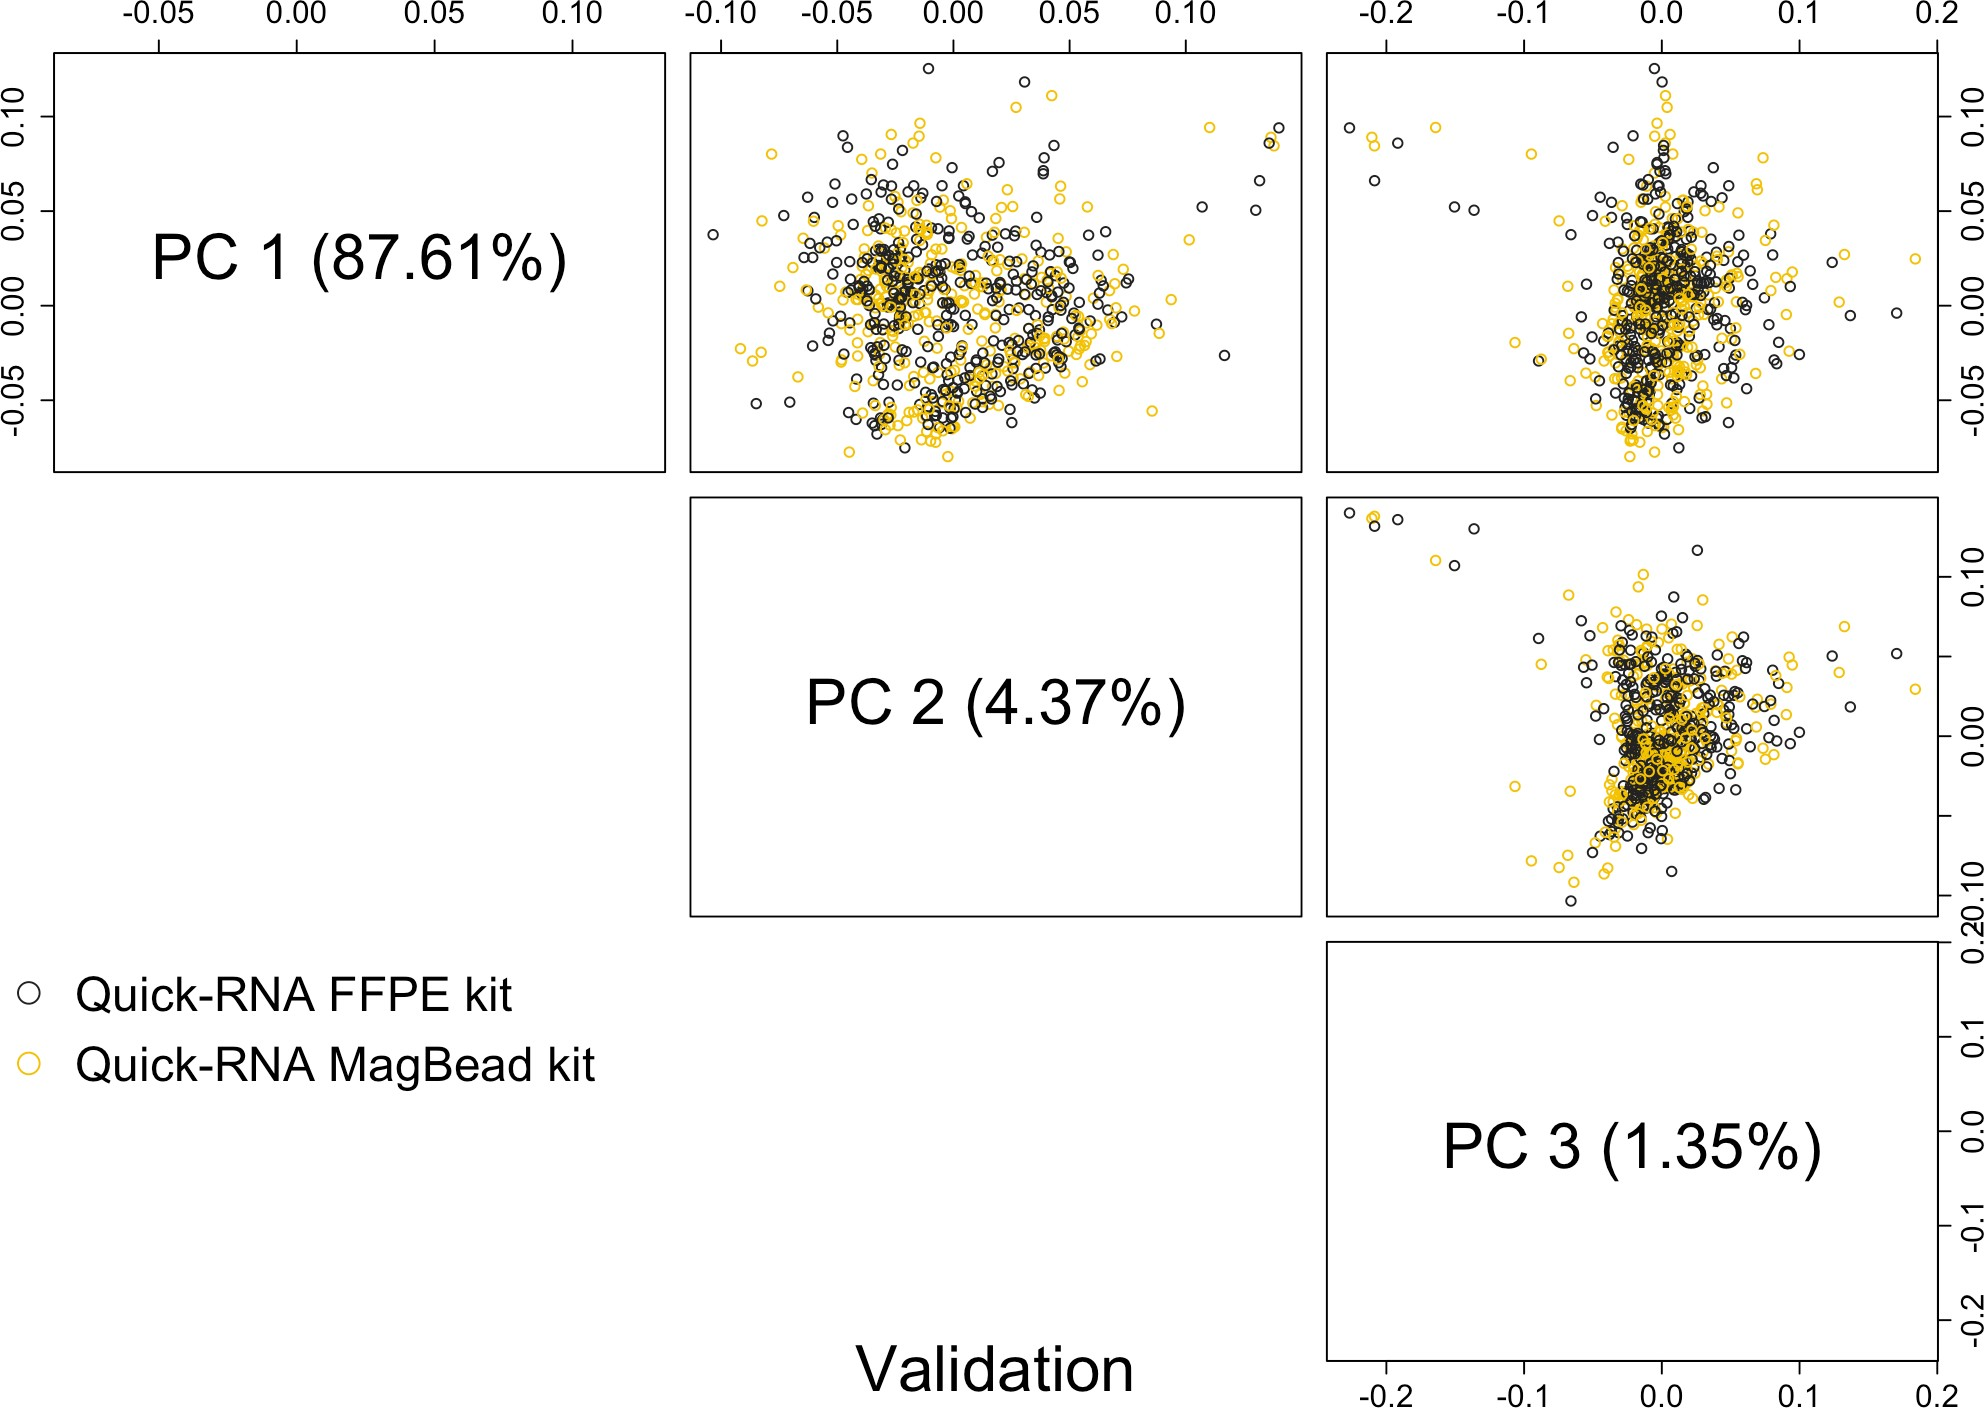 -0.05 0.00 0.05 0.10 -0.10 -0.05 0.00 0.05 0.10 -0.2 -0.1 0.0 0.1 0.2
-0.05 0.00 0.05 0.10
PC 1 (87.61%)
-0.05 0.00 0.05 0.10
PC 2 (4.37%)
0.10 0.00 0.10
Quick-RNA FFPE kit
Quick-RNA MagBead kit
PC 3 (1.35%)
-0.2 -0.1 0.0 0.1 0.2
Validation
-0.2 -0.1 0.0 0.1 0.2